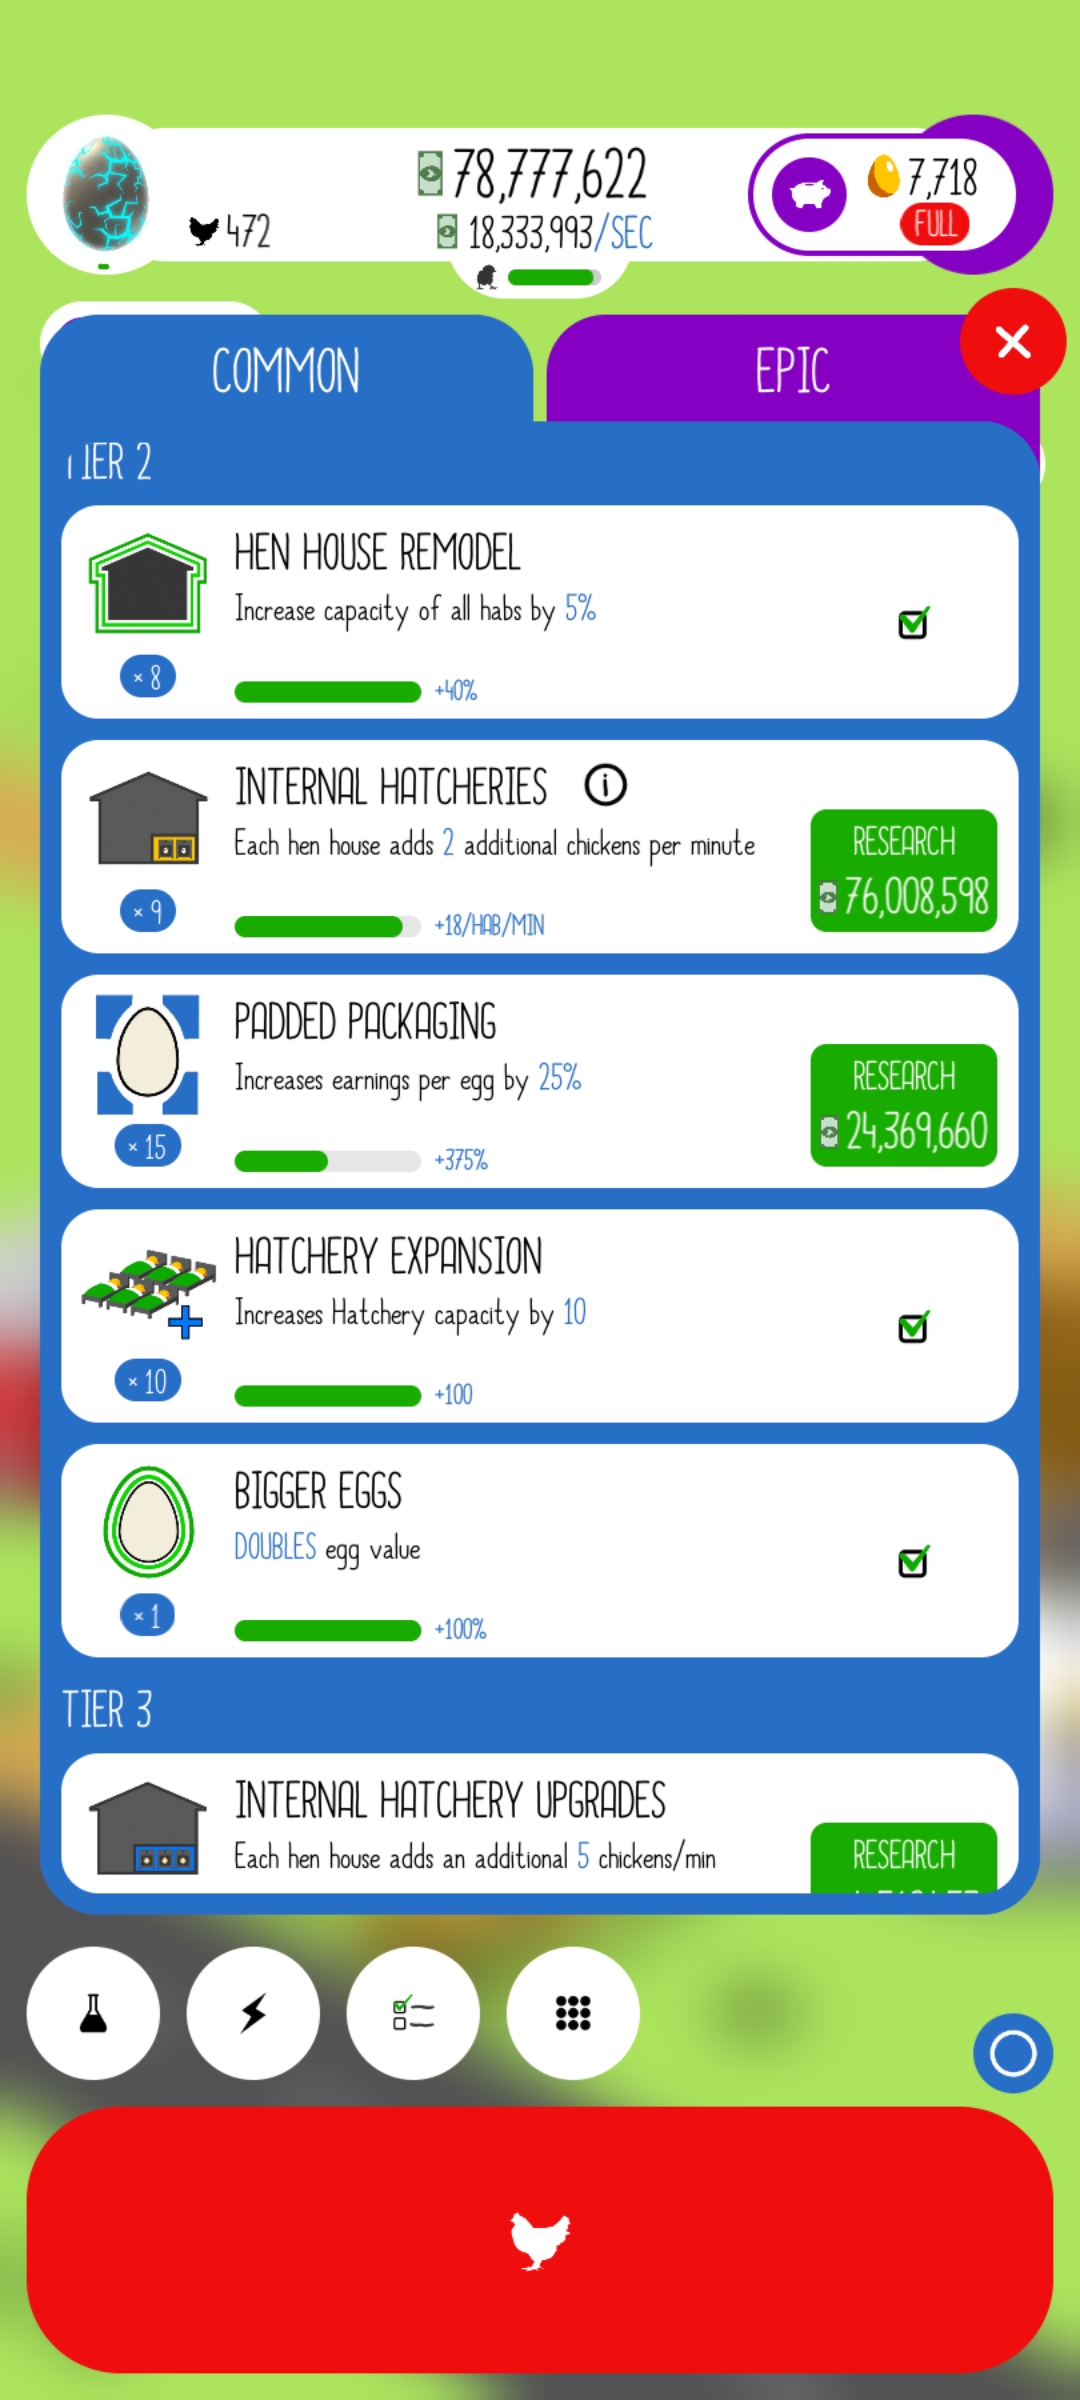 78,777,622
472
18,333,993/SEC
7,718
FULL
COMMON
EPIC
TIER 2
HEN HOUSE REMODEL
Increase capacity of all habs by 5%
× 8
+40%
INTERNAL HATCHERIES
Each hen house adds 2 additional chickens per minute
RESEARCH
76,008,598
× 9
+18/HAB/MIN
PADDED PACKAGING
Increases earnings per egg by 25%
RESEARCH
24,369,660
× 15
+375%
HATCHERY EXPANSION
Increases Hatchery capacity by 10
× 10
+100
BIGGER EGGS
DOUBLES egg value
× 1
+100%
TIER 3
INTERNAL HATCHERY UPGRADES
Each hen house adds an additional 5 chickens/min
RESEARCH